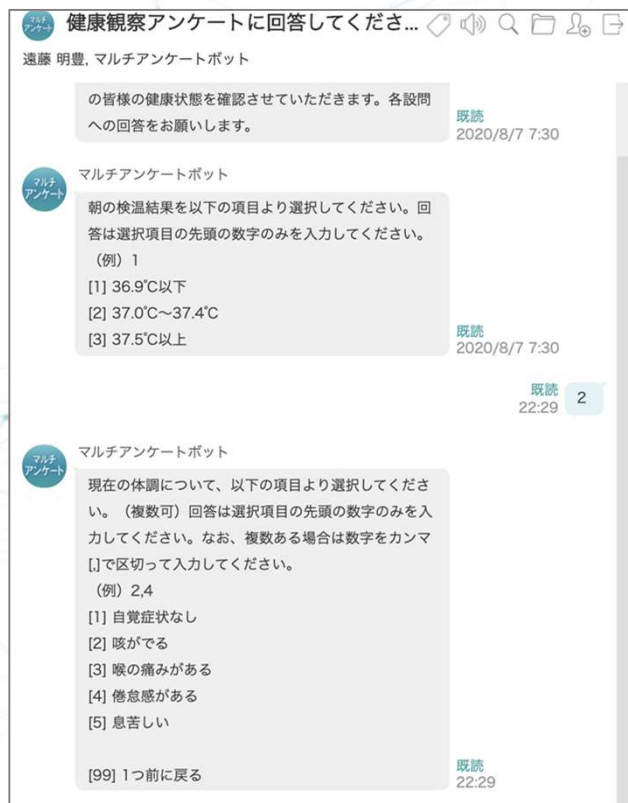 マルチ
アンケート
健康観察アンケートに回答してくださ...
遠藤 明豊, マルチアンケートボット
の皆様の健康状態を確認させていただきます。各設問
への回答をお願いします。
既読
2020/8/7 7:30
マルチ
アンケート
マルチアンケートボット
朝の検温結果を以下の項目より選択してください。回
答は選択項目の先頭の数字のみを入力してください。
（例）1
[1] 36.9℃以下
[2] 37.0℃〜37.4℃
[3] 37.5℃以上
既読
2020/8/7 7:30
既読
22:29
2
マルチ
アンケート
マルチアンケートボット
現在の体調について、以下の項目より選択してくださ
い。（複数可）回答は選択項目の先頭の数字のみを入
力してください。なお、複数ある場合は数字をカンマ
[,]で区切って入力してください。
（例）2,4
[1] 自覚症状なし
[2] 咳がでる
[3] 喉の痛みがある
[4] 倦怠感がある
[5] 息苦しい
[99] 1つ前に戻る
既読
22:29